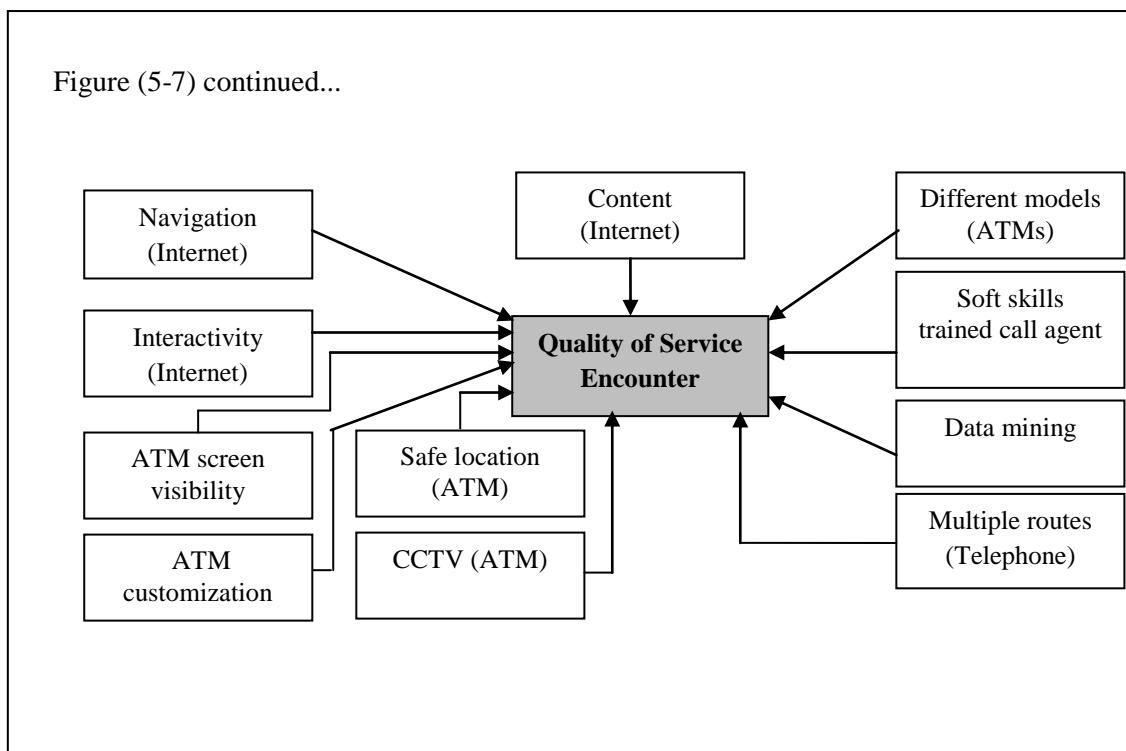 Figure (5-7) continued...
Navigation
(Internet)
Content
(Internet)
Different models
(ATMs)
Interactivity
(Internet)
Quality of Service
Encounter
Soft skills
trained call agent
ATM screen
visibility
Safe location
(ATM)
Data mining
ATM
customization
CCTV (ATM)
Multiple routes
(Telephone)